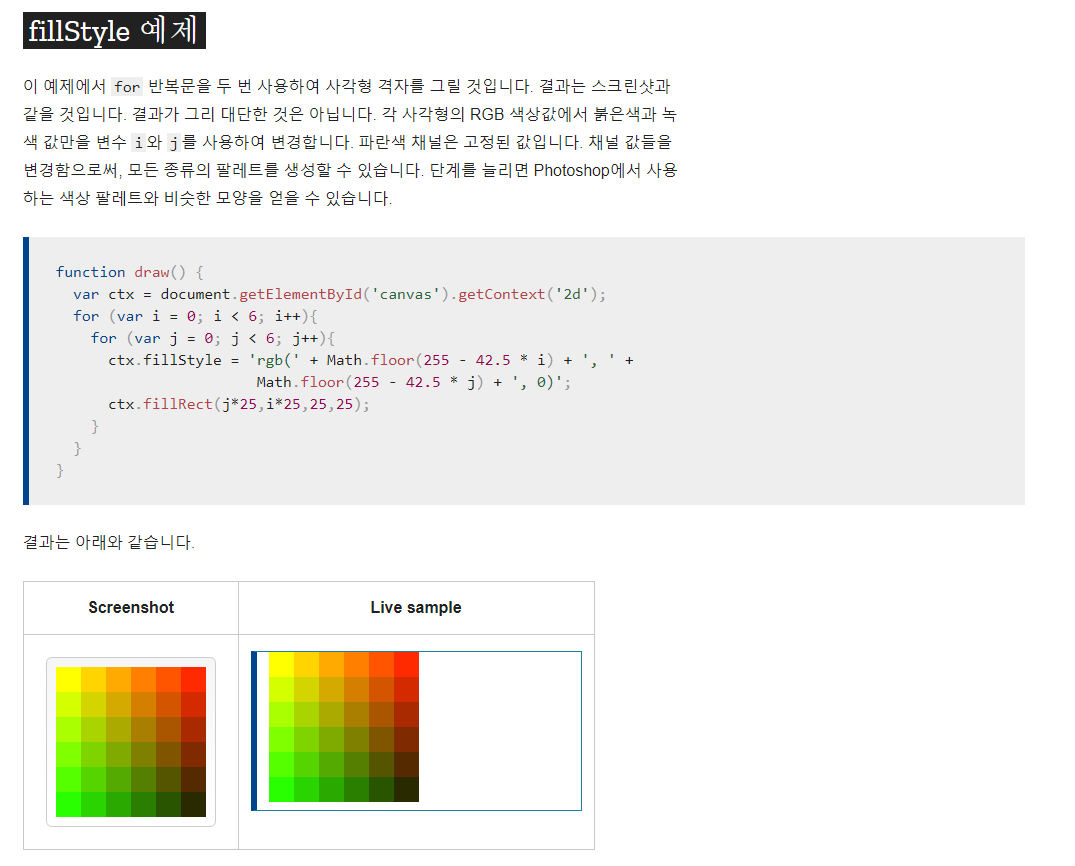 fillStyle 예제
이 예제에서 for 반복문을 두 번 사용하여 사각형 격자를 그릴 것입니다. 결과는 스크린샷과
같을 것입니다. 결과가 그리 대단한 것은 아닙니다. 각 사각형의 RGB 색상값에서 붉은색과 녹
색 값만을 변수 i와 j를 사용하여 변경합니다. 파란색 채널은 고정된 값입니다. 채널 값들을
변경함으로써, 모든 종류의 팔레트를 생성할 수 있습니다. 단계를 늘리면 Photoshop에서 사용
하는 색상 팔레트와 비슷한 모양을 얻을 수 있습니다.
function draw() {
  var ctx = document.getElementById('canvas').getContext('2d');
  for (var i = 0; i < 6; i++){
    for (var j = 0; j < 6; j++){
      ctx.fillStyle = 'rgb(' + Math.floor(255 - 42.5 * i) + ', ' +
                       Math.floor(255 - 42.5 * j) + ', 0)';
      ctx.fillRect(j*25,i*25,25,25);
    }
  }
}
결과는 아래와 같습니다.
Screenshot
Live sample